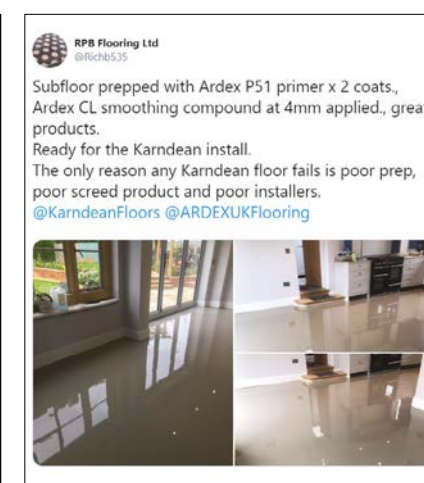 RPB Flooring Ltd
@Richb535
Subfloor prepped with Ardex P51 primer x 2 coats.,
Ardex CL smoothing compound at 4mm applied., grea
products.
Ready for the Karndean install.
The only reason any Karndean floor fails is poor prep,
poor screed product and poor installers.
@KarndeanFloors @ARDEXUKFlooring